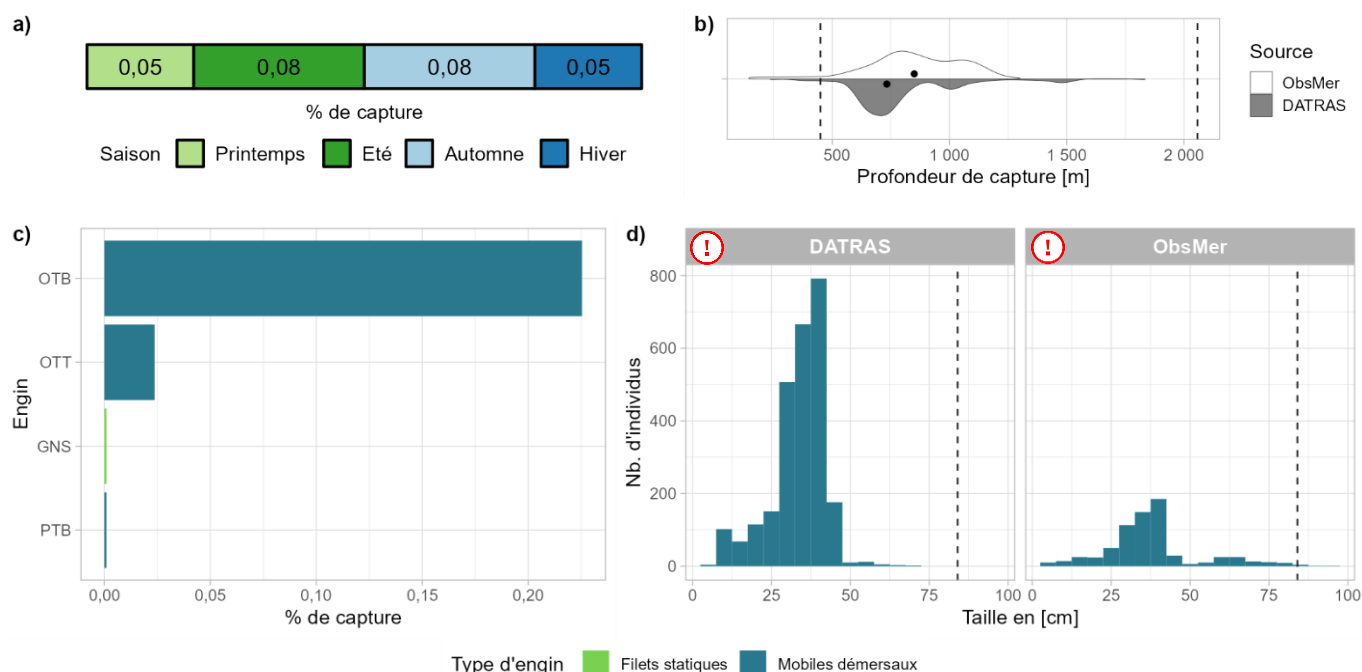 a)
0,05 0,08 0,08 0,05
% de capture
Saison Printemps Eté Automne Hiver
b)
500 1 000 1 500 2 000
Profondeur de capture [m]
Source
ObsMer
DATRAS
c)
Engin
OTB
OTT
GNS
PTB
0,00 0,05 0,10 0,15 0,20
% de capture
d)
! DATRAS ! ObsMer
Nb. d'individus
800
600
400
200
0
0 25 50 75 100 0 25 50 75 100
Taille en [cm]
Type d'engin Filets statiques Mobiles démersaux